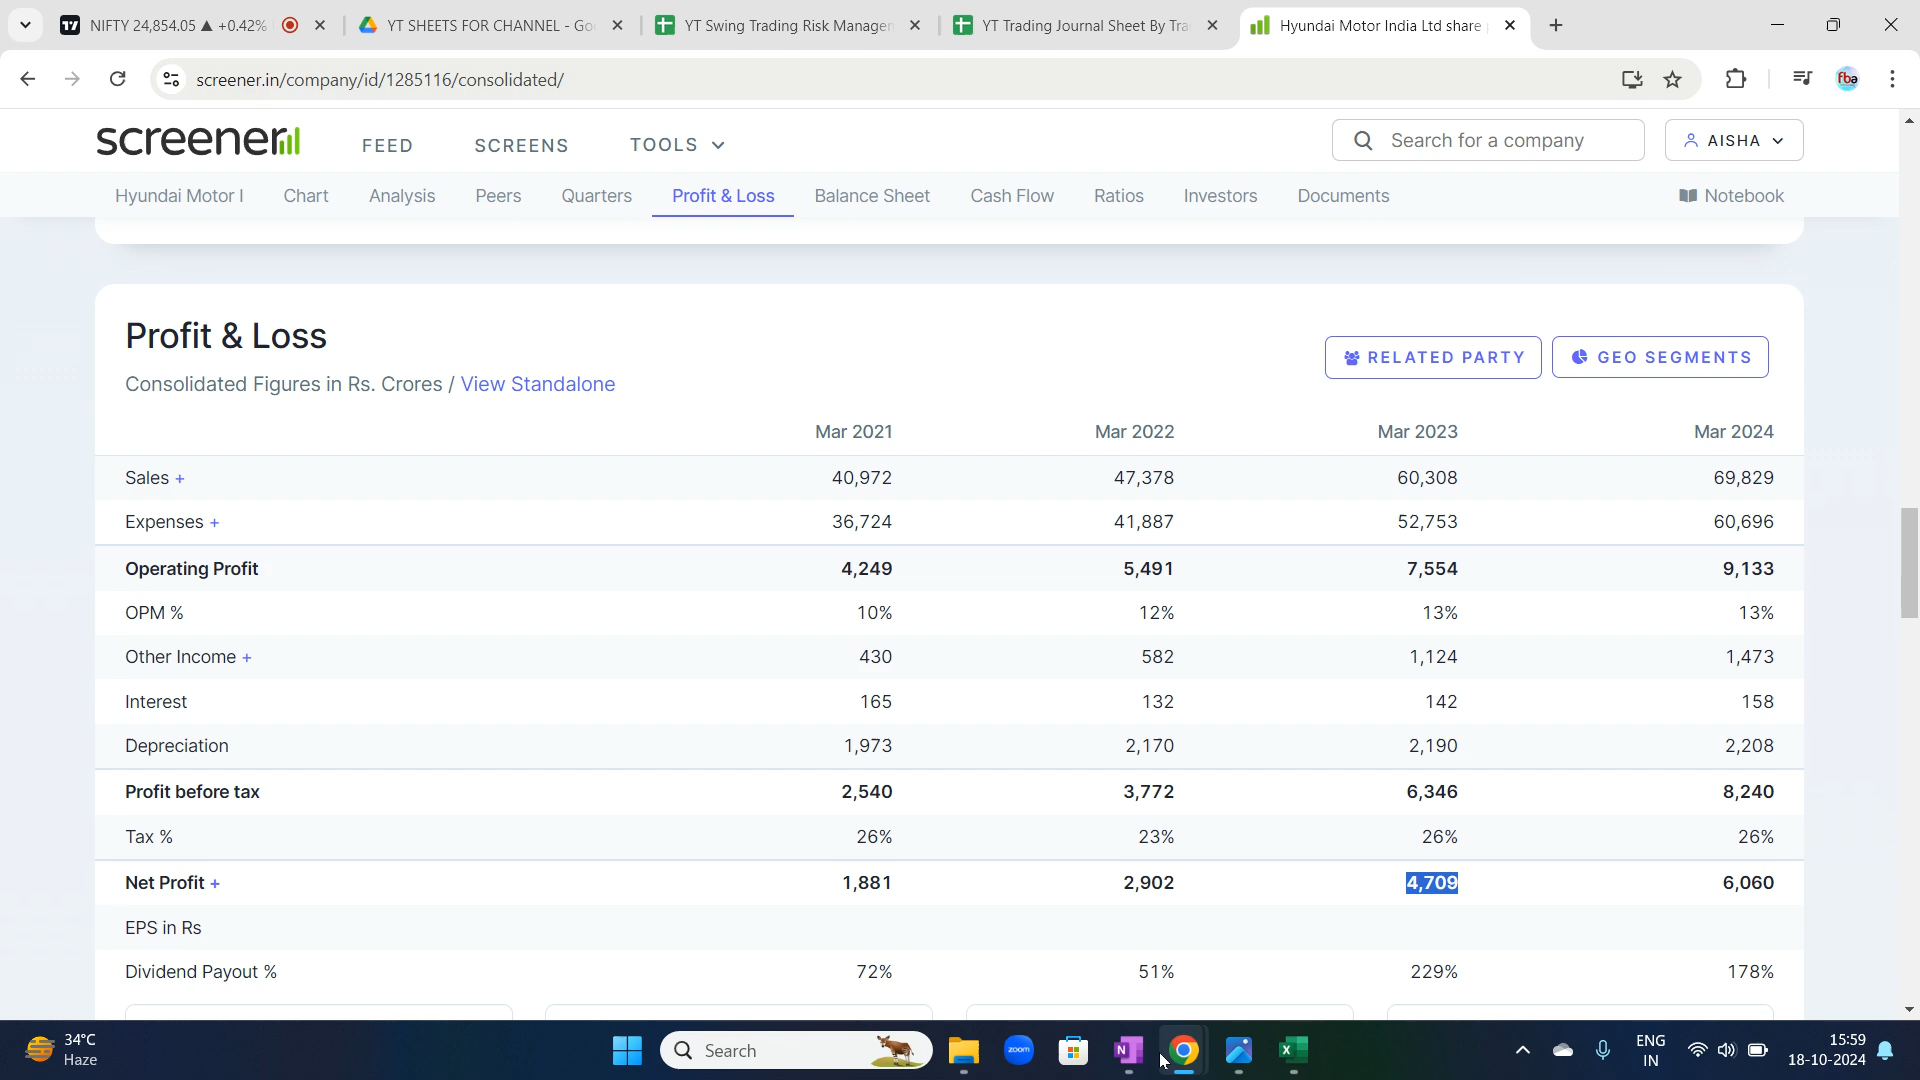 NIFTY 24,854.05 ▲ +0.42%
YT SHEETS FOR CHANNEL - Go
YT Swing Trading Risk Managem
YT Trading Journal Sheet By Tra
Hyundai Motor India Ltd share p
screener.in/company/id/1285116/consolidated/
fba
screener
FEED
SCREENS
TOOLS
Search for a company
AISHA
Hyundai Motor I
Chart
Analysis
Peers
Quarters
Profit & Loss
Balance Sheet
Cash Flow
Ratios
Investors
Documents
Notebook
Profit & Loss
RELATED PARTY
GEO SEGMENTS
Consolidated Figures in Rs. Crores / View Standalone
Mar 2021 Mar 2022 Mar 2023 Mar 2024
Sales + 40,972 47,378 60,308 69,829
Expenses + 36,724 41,887 52,753 60,696
Operating Profit 4,249 5,491 7,554 9,133
OPM % 10% 12% 13% 13%
Other Income + 430 582 1,124 1,473
Interest 165 132 142 158
Depreciation 1,973 2,170 2,190 2,208
Profit before tax 2,540 3,772 6,346 8,240
Tax % 26% 23% 26% 26%
Net Profit + 1,881 2,902 4,709 6,060
EPS in Rs
Dividend Payout % 72% 51% 229% 178%
34°C
Haze
Search
zoom
N
X
ENG
IN
15:59
18-10-2024